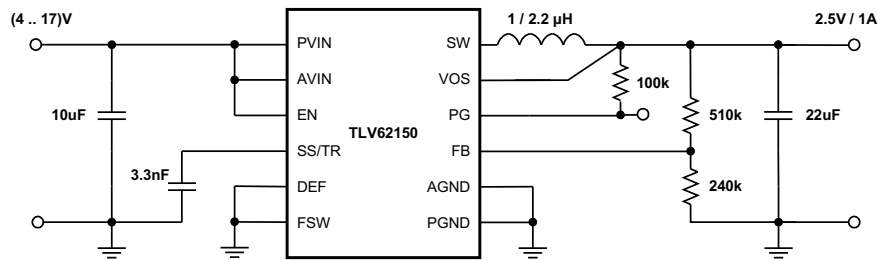 (4 .. 17)V
1 / 2.2 µH
2.5V / 1A
PVIN
SW
AVIN
VOS
100k
10uF
EN
PG
510k
22uF
TLV62150
SS/TR
FB
3.3nF
DEF
AGND
240k
FSW
PGND